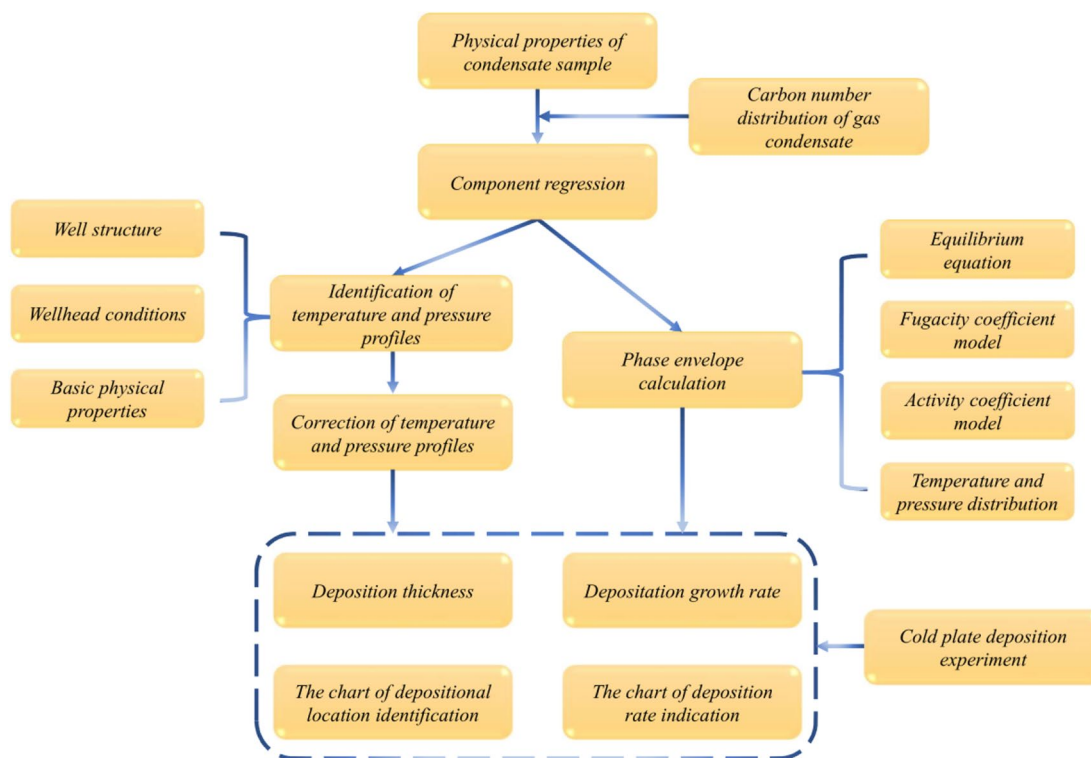 Physical properties of
condensate sample
Carbon number
distribution of gas
condensate
Component regression
Well structure
Wellhead conditions
Basic physical
properties
Identification of
temperature and pressure
profiles
Correction of temperature
and pressure profiles
Phase envelope
calculation
Equilibrium
equation
Fugacity coefficient
model
Activity coefficient
model
Temperature and
pressure distribution
Deposition thickness
Depositation growth rate
The chart of depositional
location identification
The chart of deposition
rate indication
Cold plate deposition
experiment